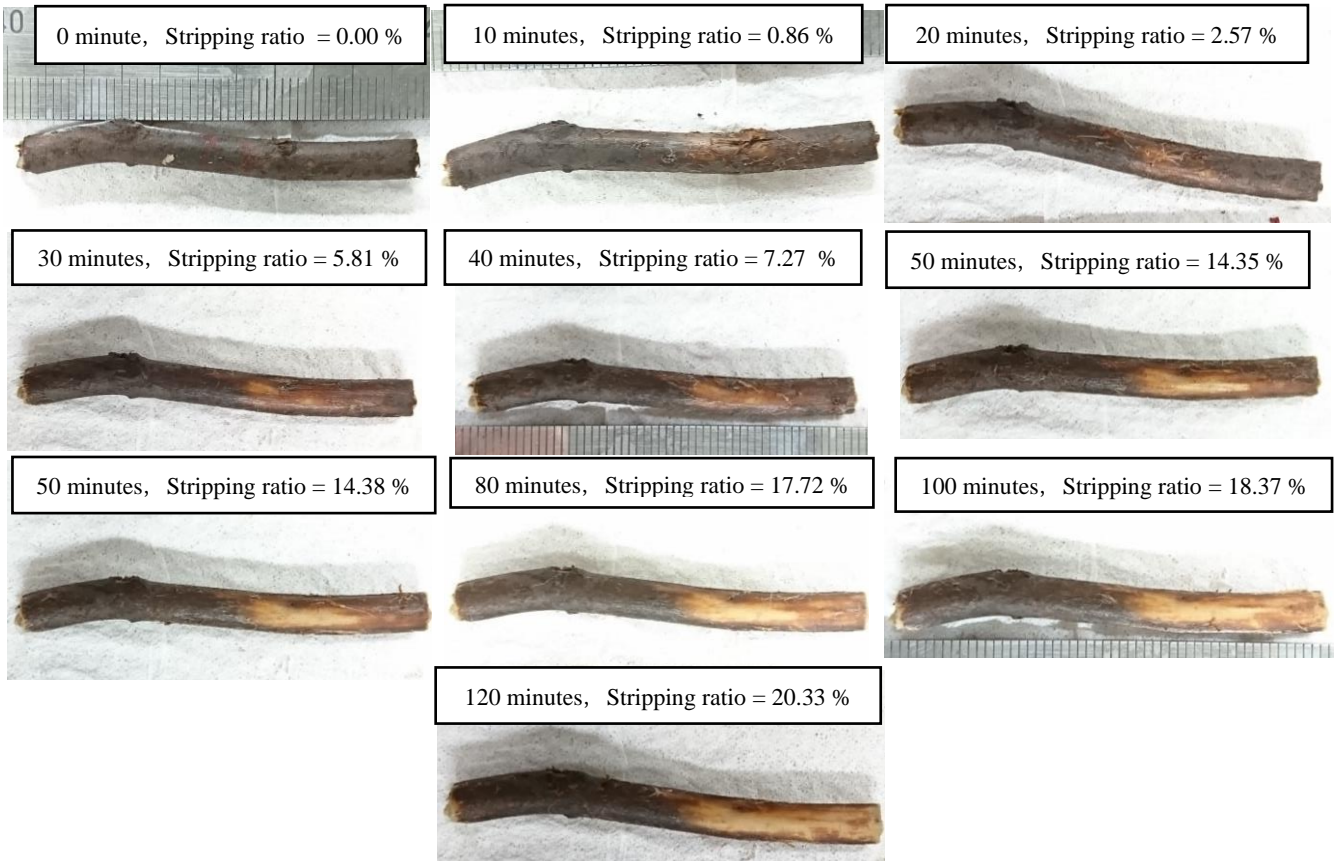 0
0 minute, Stripping ratio = 0.00 %
10 minutes, Stripping ratio = 0.86 %
20 minutes, Stripping ratio = 2.57 %
30 minutes, Stripping ratio = 5.81 %
40 minutes, Stripping ratio = 7.27 %
50 minutes, Stripping ratio = 14.35 %
50 minutes, Stripping ratio = 14.38 %
80 minutes, Stripping ratio = 17.72 %
100 minutes, Stripping ratio = 18.37 %
120 minutes, Stripping ratio = 20.33 %